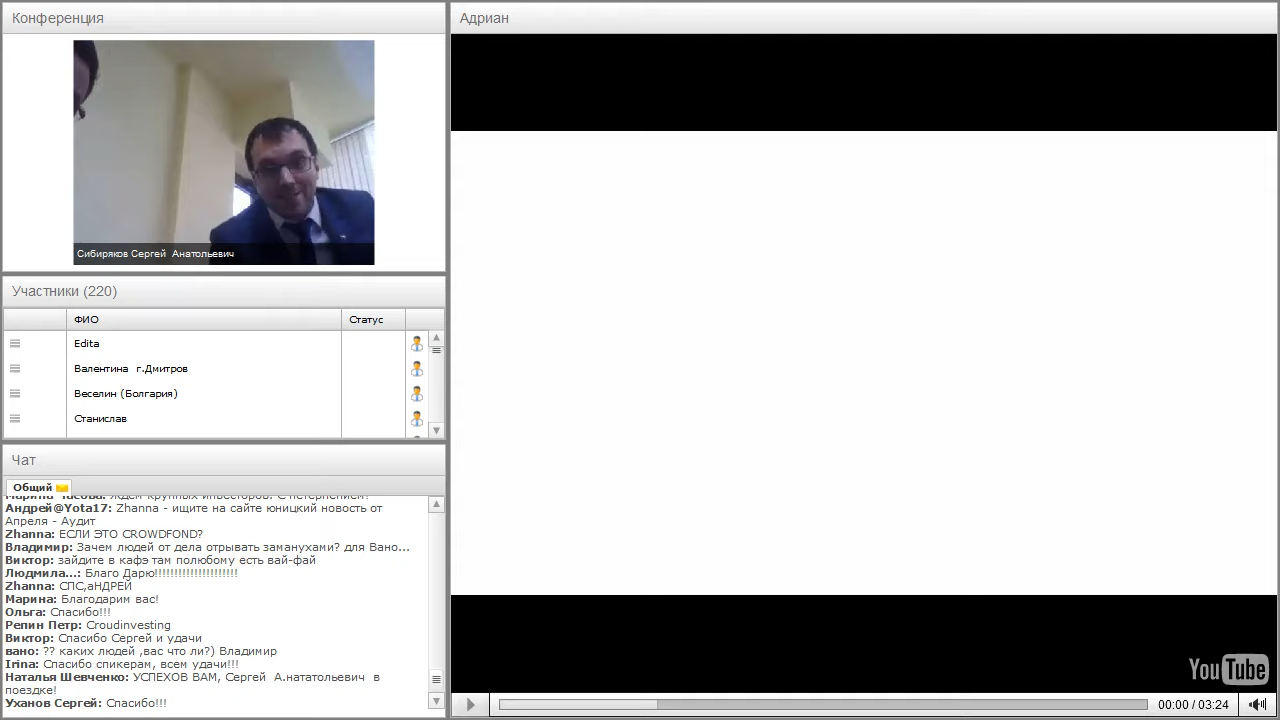 Конференция
Сибиряков Сергей Анатольевич
Участники (220)
ФИО
Статус
Edita
Валентина г.Дмитров
Веселин (Болгария)
Станислав
Чат
Общий
Андрей@Yota17: Zhanna - ищите на сайте юницкий новость от
Апреля - Аудит
Zhanna: ЕСЛИ ЭТО CROWDFOND?
Владимир: Зачем людей от дела отрывать заманухами? для Вано...
Виктор: зайдите в кафэ там полюбому есть вай-фай
Людмила...: Благо Дарю!!!!!!!!!!!!!!!!!!!!!
Zhanna: СПС,аНДРЕЙ
Марина: Благодарим вас!
Ольга: Спасибо!!!
Репин Петр: Croudinvesting
Виктор: Спасибо Сергей и удачи
вано: ?? каких людей ,вас что ли?) Владимир
Irina: Спасибо спикерам, всем удачи!!!
Наталья Шевченко: УСПЕХОВ ВАМ, Сергей А.нататольевич в
поездке!
Уханов Сергей: Спасибо!!!
Адриан
YouTube
00:00 / 03:24